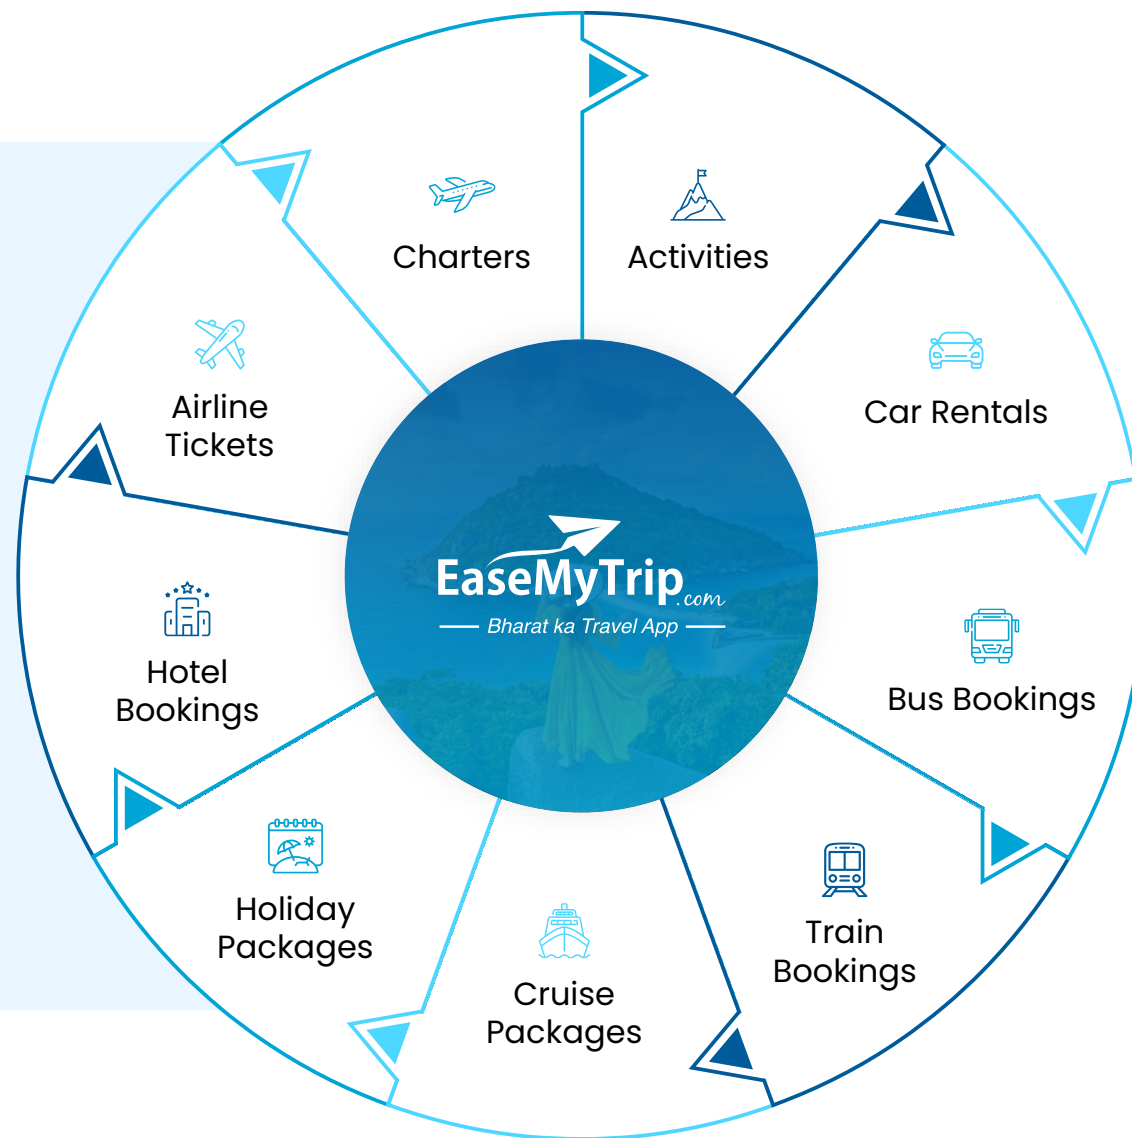 Charters
Activities
Airline
Tickets
Car Rentals
EaseMyTrip
.com
Bharat ka Travel App
Hotel
Bookings
Bus Bookings
Holiday
Packages
Train
Bookings
Cruise
Packages